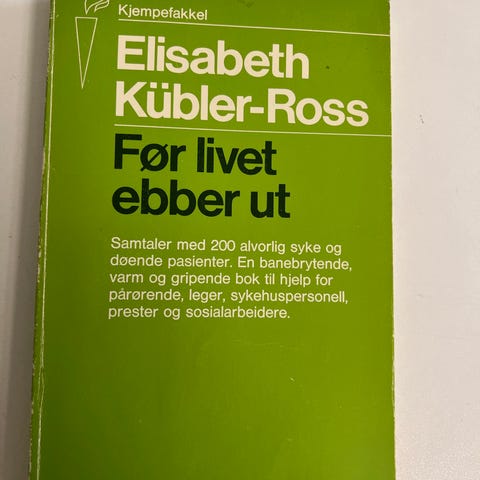 Kjempefakkel
Elisabeth
Kübler-Ross
Før livet
ebber ut
Samtaler med 200 alvorlig syke og
døende pasienter. En banebrytende,
varm og gripende bok til hjelp for
pårørende, leger, sykehuspersonell,
prester og sosialarbeidere.